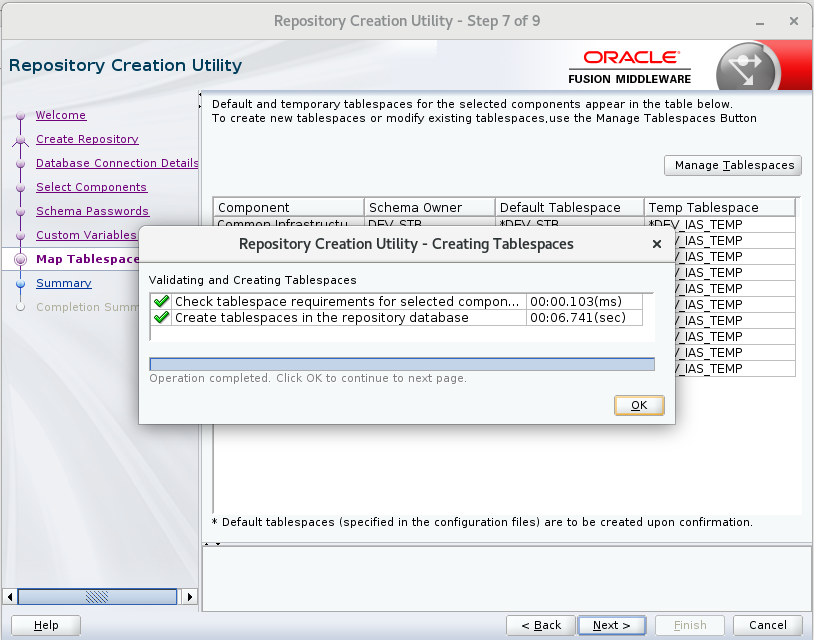 Repository Creation Utility - Step 7 of 9
Repository Creation Utility
ORACLE
FUSION MIDDLEWARE
Welcome
Create Repository
Database Connection Details
Select Components
Schema Passwords
Custom Variables
Map Tablespace
Summary
Completion Summ
Default and temporary tablespaces for the selected components appear in the table below.
To create new tablespaces or modify existing tablespaces,use the Manage Tablespaces Button
Manage Tablespaces
Component Schema Owner Default Tablespace Temp Tablespace
Common Infrastructu DEV_STB *DEV_STB *DEV_IAS_TEMP
V_IAS_TEMP
V_IAS_TEMP
V_IAS_TEMP
V_IAS_TEMP
V_IAS_TEMP
V_IAS_TEMP
V_IAS_TEMP
V_IAS_TEMP
V_IAS_TEMP
Repository Creation Utility - Creating Tablespaces
Validating and Creating Tablespaces
Check tablespace requirements for selected compon... 00:00.103(ms)
Create tablespaces in the repository database 00:06.741(sec)
Operation completed. Click OK to continue to next page.
OK
* Default tablespaces (specified in the configuration files) are to be created upon confirmation.
Help
< Back
Next >
Finish
Cancel